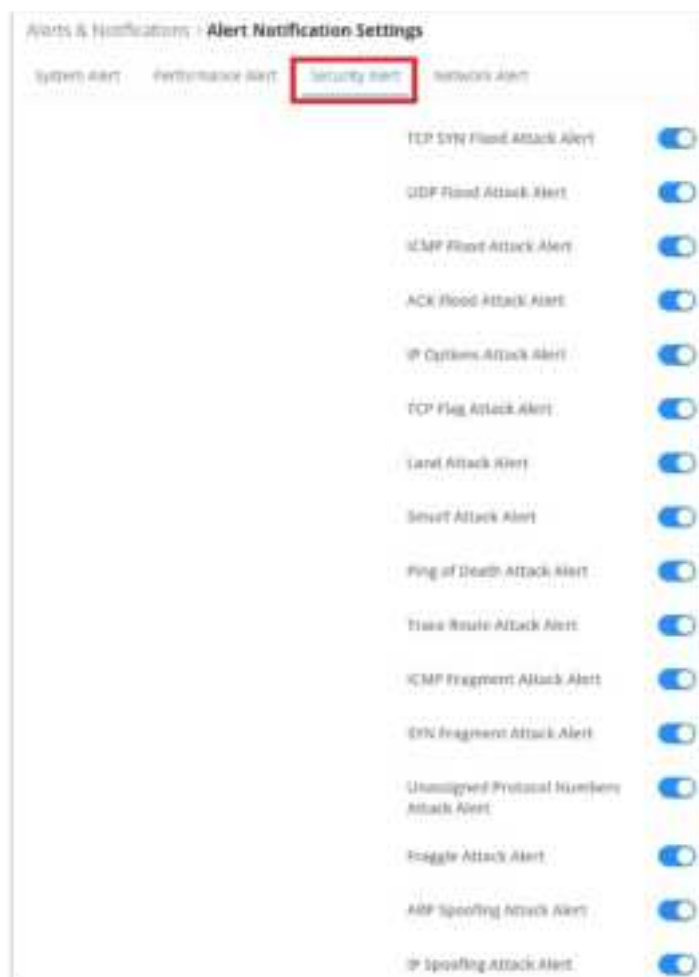 Alerts & Notifications > Alert Notification Settings
System Alert Performance Alert Security Alert Network Alert
TCP SYN Flood Attack Alert
UDP Flood Attack Alert
ICMP Flood Attack Alert
ACK Flood Attack Alert
IP Options Attack Alert
TCP Flag Attack Alert
Land Attack Alert
Smurf Attack Alert
Ping of Death Attack Alert
Trace Route Attack Alert
ICMP Fragment Attack Alert
SYN Fragment Attack Alert
Unassigned Protocol Numbers
Attack Alert
Fraggle Attack Alert
ARP Spoofing Attack Alert
IP Spoofing Attack Alert